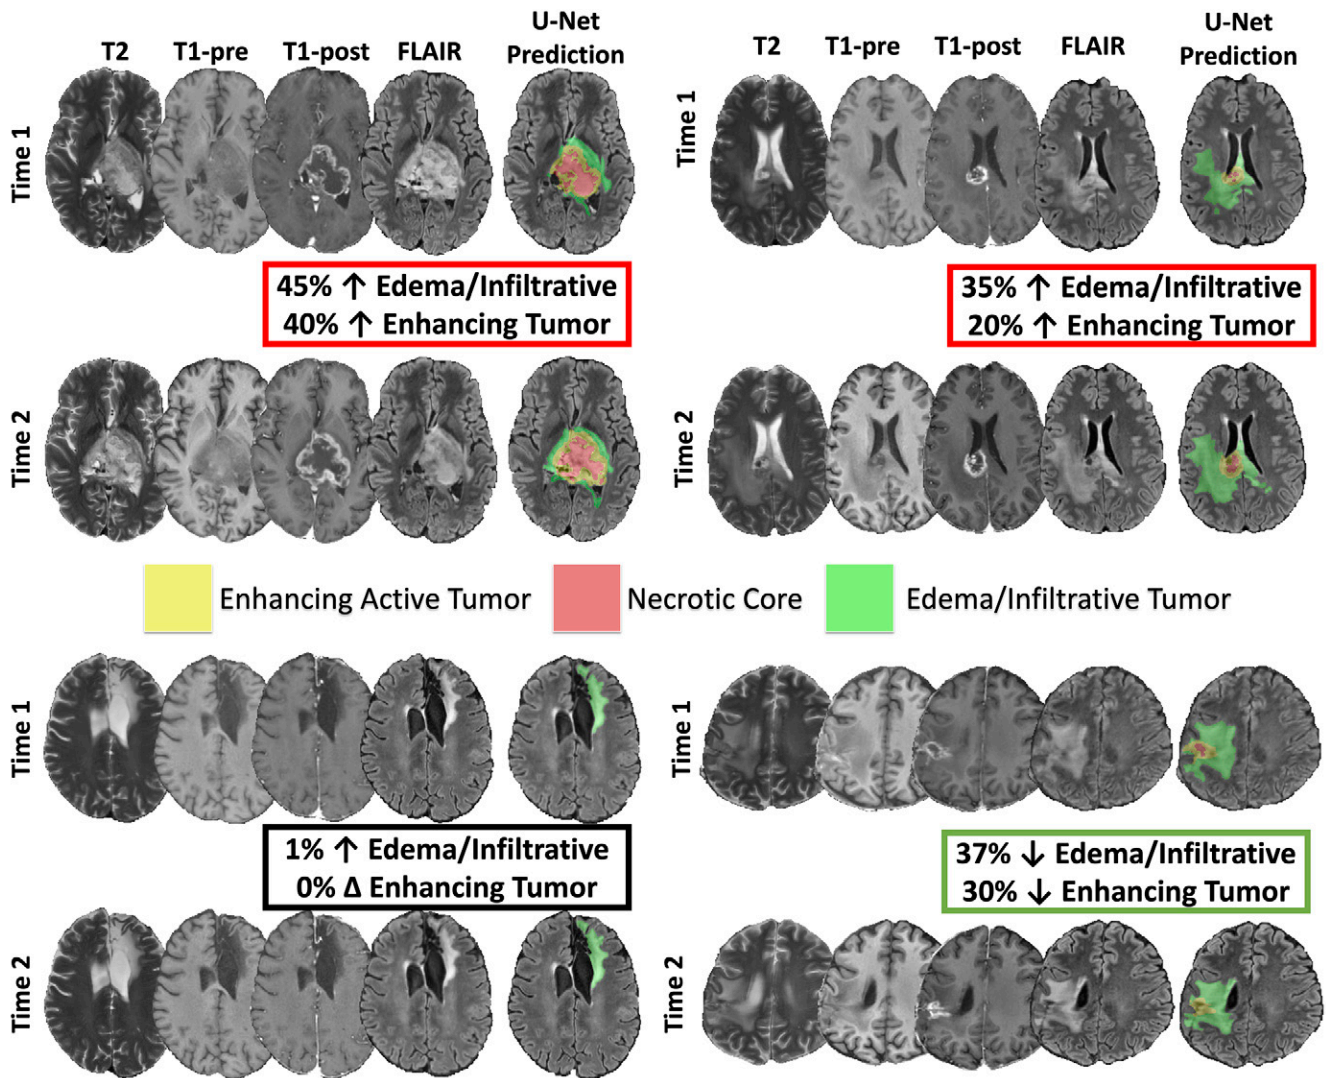 T2 T1-pre T1-post FLAIR U-Net Prediction
T2 T1-pre T1-post FLAIR U-Net Prediction
Time 1
Time 1
45% ↑ Edema/Infiltrative
40% ↑ Enhancing Tumor
35% ↑ Edema/Infiltrative
20% ↑ Enhancing Tumor
Time 2
Time 2
Enhancing Active Tumor
Necrotic Core
Edema/Infiltrative Tumor
Time 1
Time 1
1% ↑ Edema/Infiltrative
0% Δ Enhancing Tumor
37% ↓ Edema/Infiltrative
30% ↓ Enhancing Tumor
Time 2
Time 2